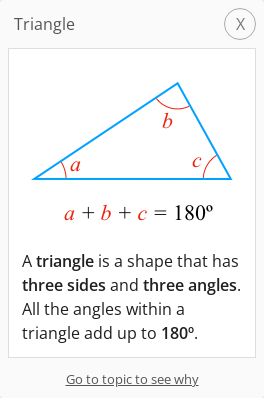 Triangle
X
b
a
c
a + b + c = 180º
A triangle is a shape that has
three sides and three angles.
All the angles within a
triangle add up to 180º.
Go to topic to see why